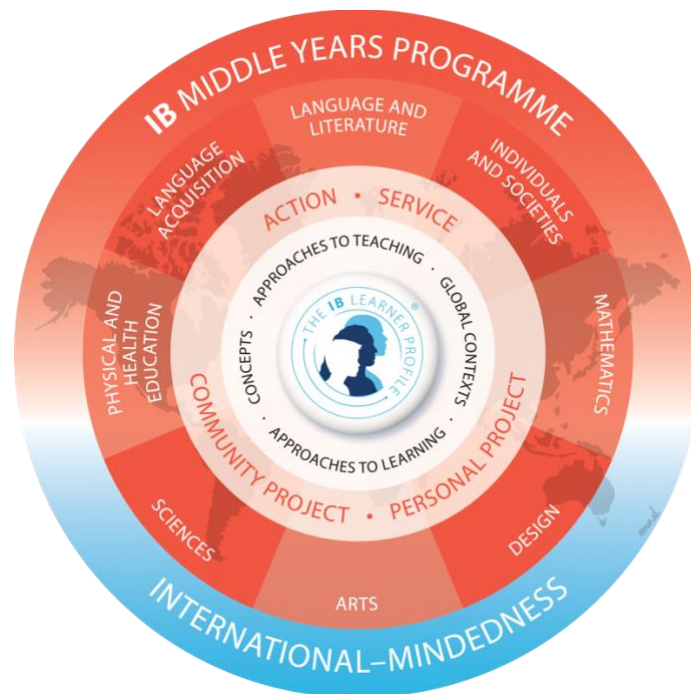 IB MIDDLE YEARS PROGRAMME
LANGUAGE AND
LITERATURE
INDIVIDUALS
AND SOCIETIES
MATHEMATICS
DESIGN
ARTS
SCIENCES
PHYSICAL AND
HEALTH
EDUCATION
LANGUAGE
ACQUISITION
ACTION • SERVICE
PERSONAL PROJECT
•
COMMUNITY PROJECT
APPROACHES TO TEACHING ·
GLOBAL CONTEXTS ·
APPROACHES TO LEARNING ·
CONCEPTS ·
THE IB LEARNER PROFILE ®
INTERNATIONAL–MINDEDNESS